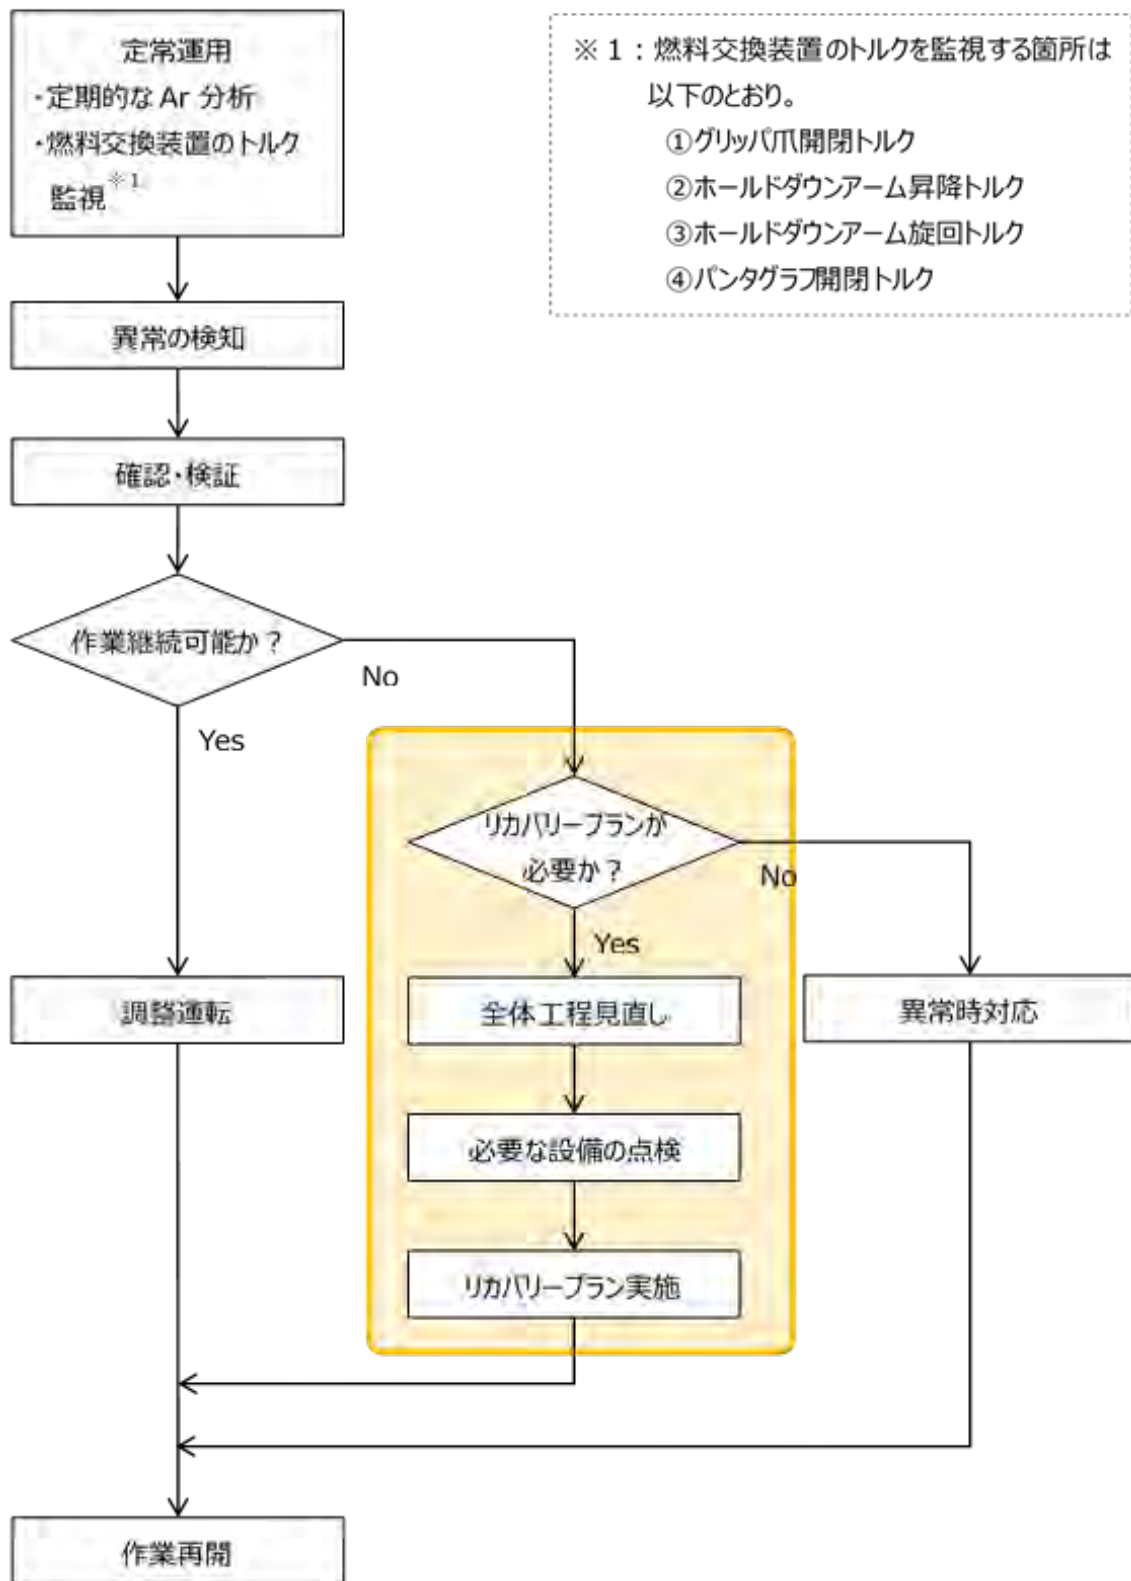 定常運用
・定期的な Ar 分析
・燃料交換装置のトルク
監視※1
※1：燃料交換装置のトルクを監視する箇所は
以下のとおり。
①グリッパ爪開閉トルク
②ホールドダウンアーム昇降トルク
③ホールドダウンアーム旋回トルク
④パンタグラフ開閉トルク
異常の検知
確認・検証
作業継続可能か？
No
Yes
リカバリープランが
必要か？
No
Yes
調整運転
全体工程見直し
異常時対応
必要な設備の点検
リカバリープラン実施
作業再開